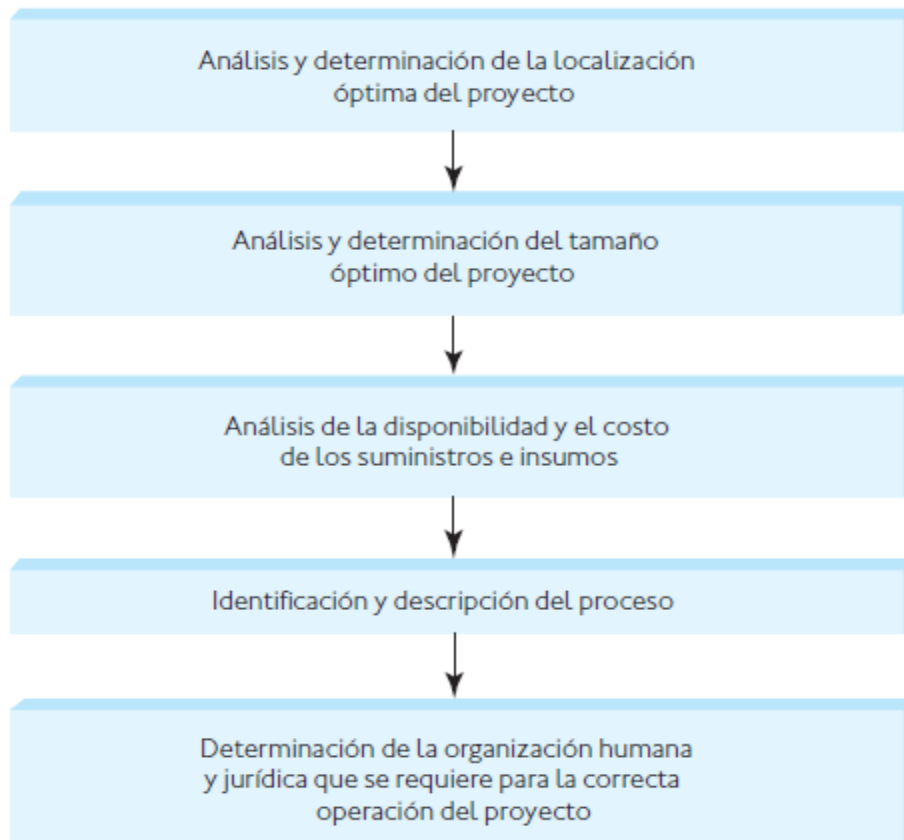 Análisis y determinación de la localización
óptima del proyecto
Análisis y determinación del tamaño
óptimo del proyecto
Análisis de la disponibilidad y el costo
de los suministros e insumos
Identificación y descripción del proceso
Determinación de la organización humana
y jurídica que se requiere para la correcta
operación del proyecto